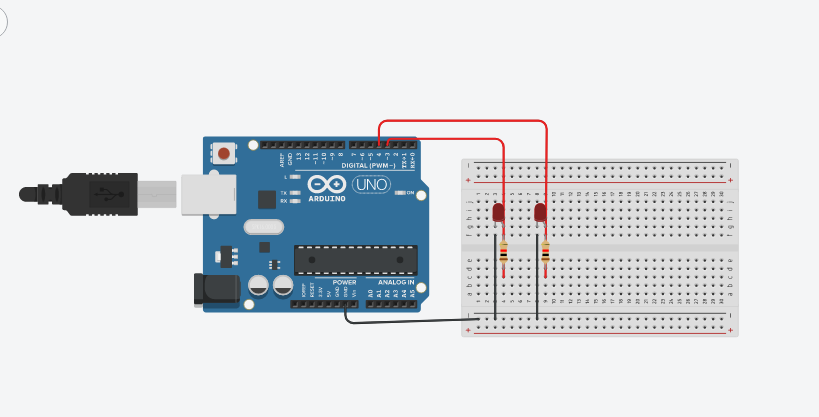 AREF
GND
13
12
~11
~10
~9
8
7
~6
~5
4
~3
2
TX→1
RX←0
DIGITAL (PWM~)
L
TX
RX
UNO
ON
ARDUINO
POWER
ANALOG IN
IOREF
RESET
3.3V
5V
GND
GND
Vin
A0
A1
A2
A3
A4
A5
- -
+ +
j j
i i
h h
g g
f f
e e
d d
c c
b b
a a
- -
+ +